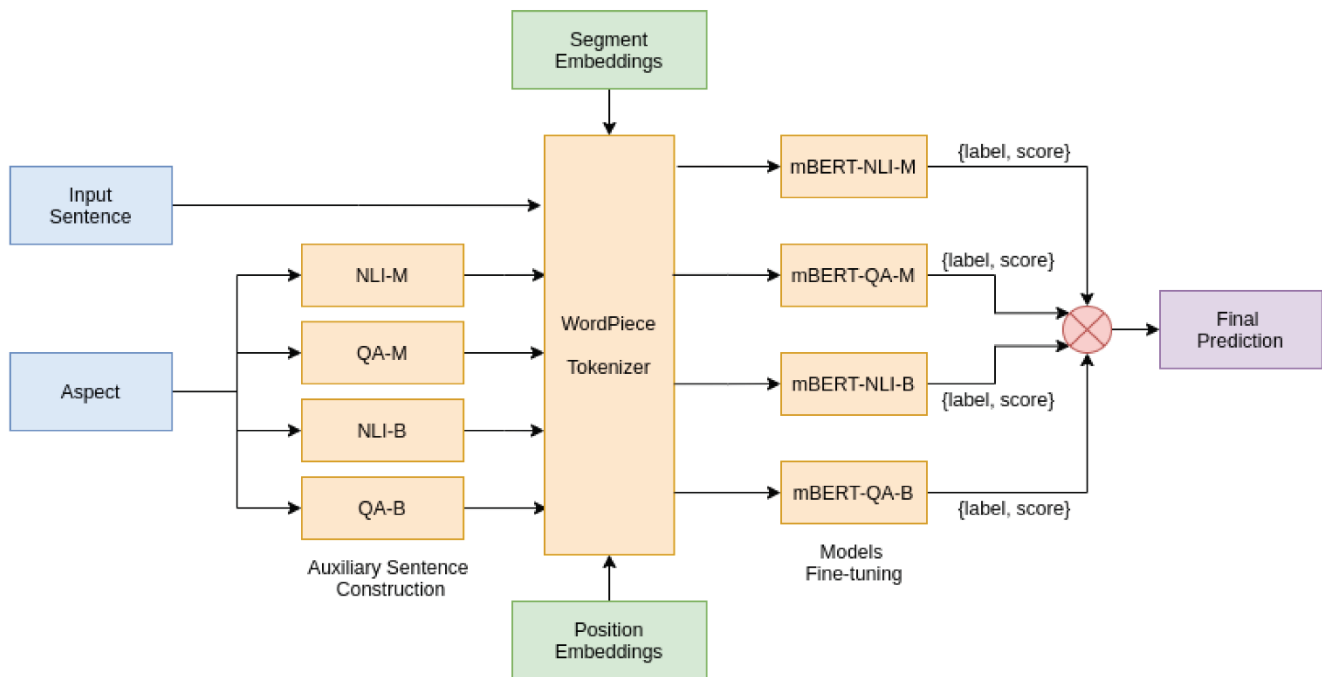 Segment
Embeddings
Input
Sentence
Aspect
NLI-M
QA-M
NLI-B
QA-B
Auxiliary Sentence
Construction
WordPiece
Tokenizer
Position
Embeddings
mBERT-NLI-M
mBERT-QA-M
mBERT-NLI-B
mBERT-QA-B
Models
Fine-tuning
{label, score}
{label, score}
{label, score}
{label, score}
Final
Prediction